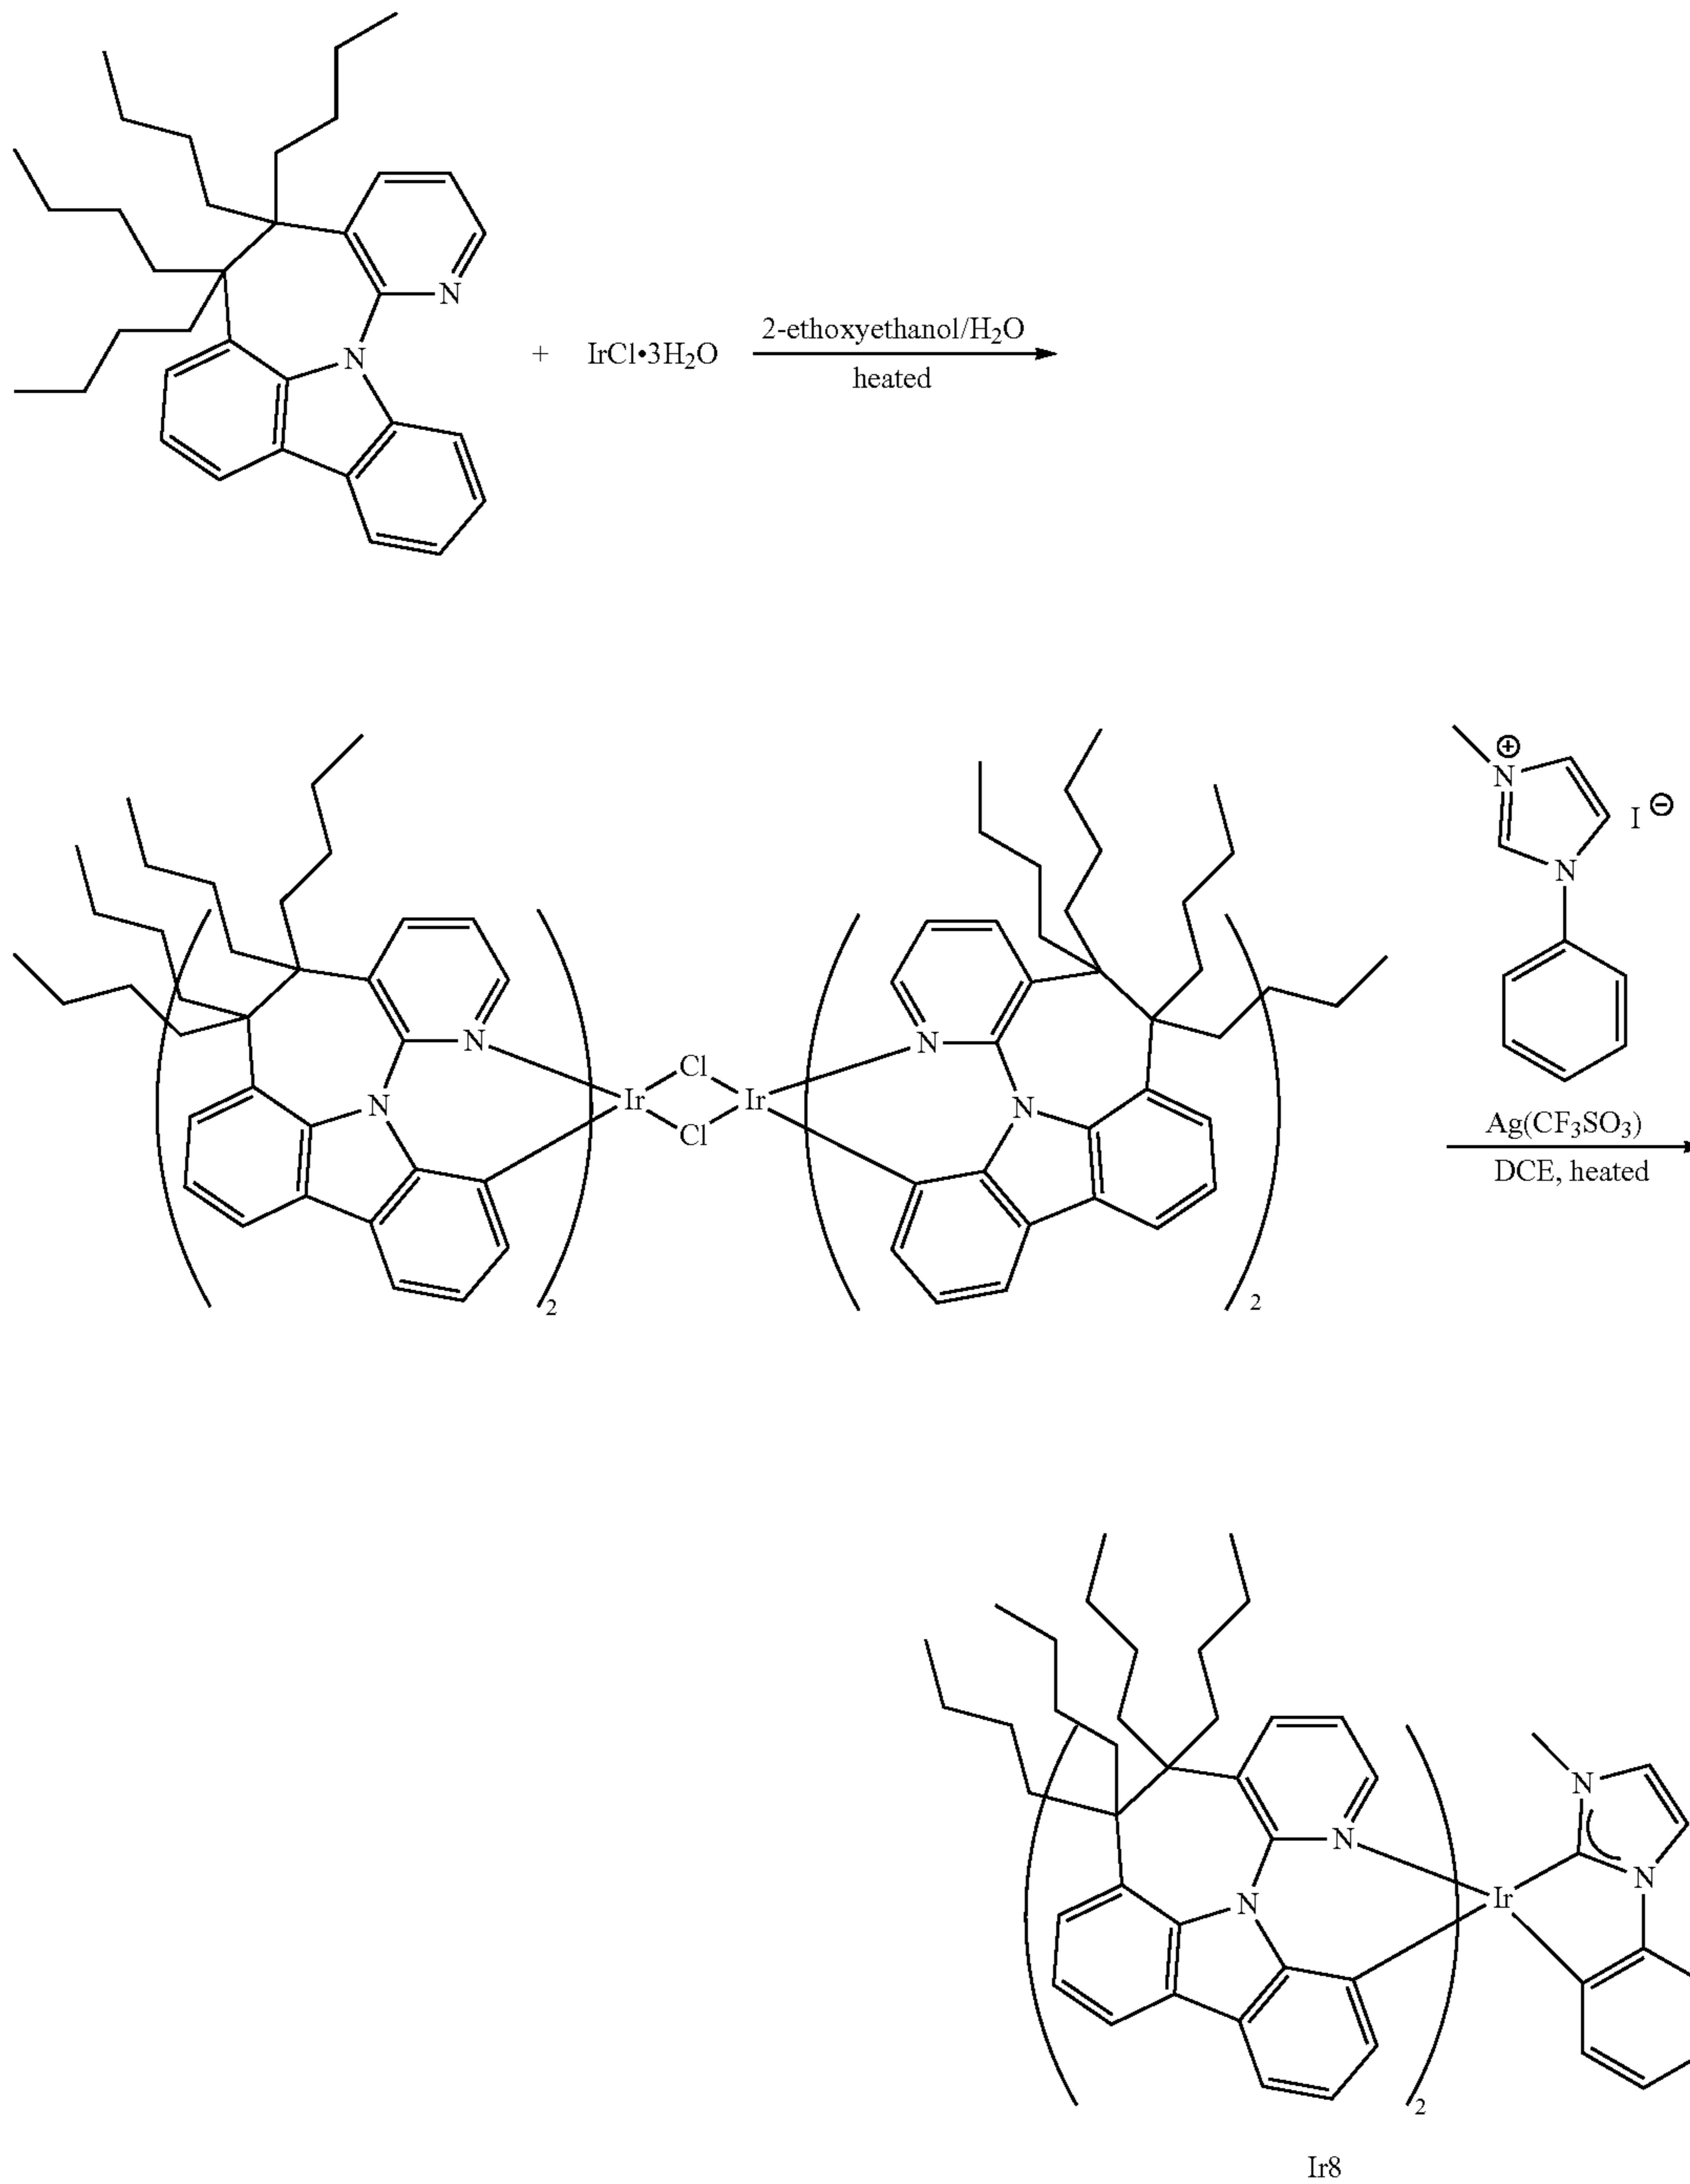 N
N
+ IrCl•3H₂O
2-ethoxyethanol/H₂O
heated
N
N
Ir
Cl
Cl
Ir
N
N
2
2
N ⊕
I ⊖
N
Ag(CF₃SO₃)
DCE, heated
N
N
Ir
N
N
2
Ir8